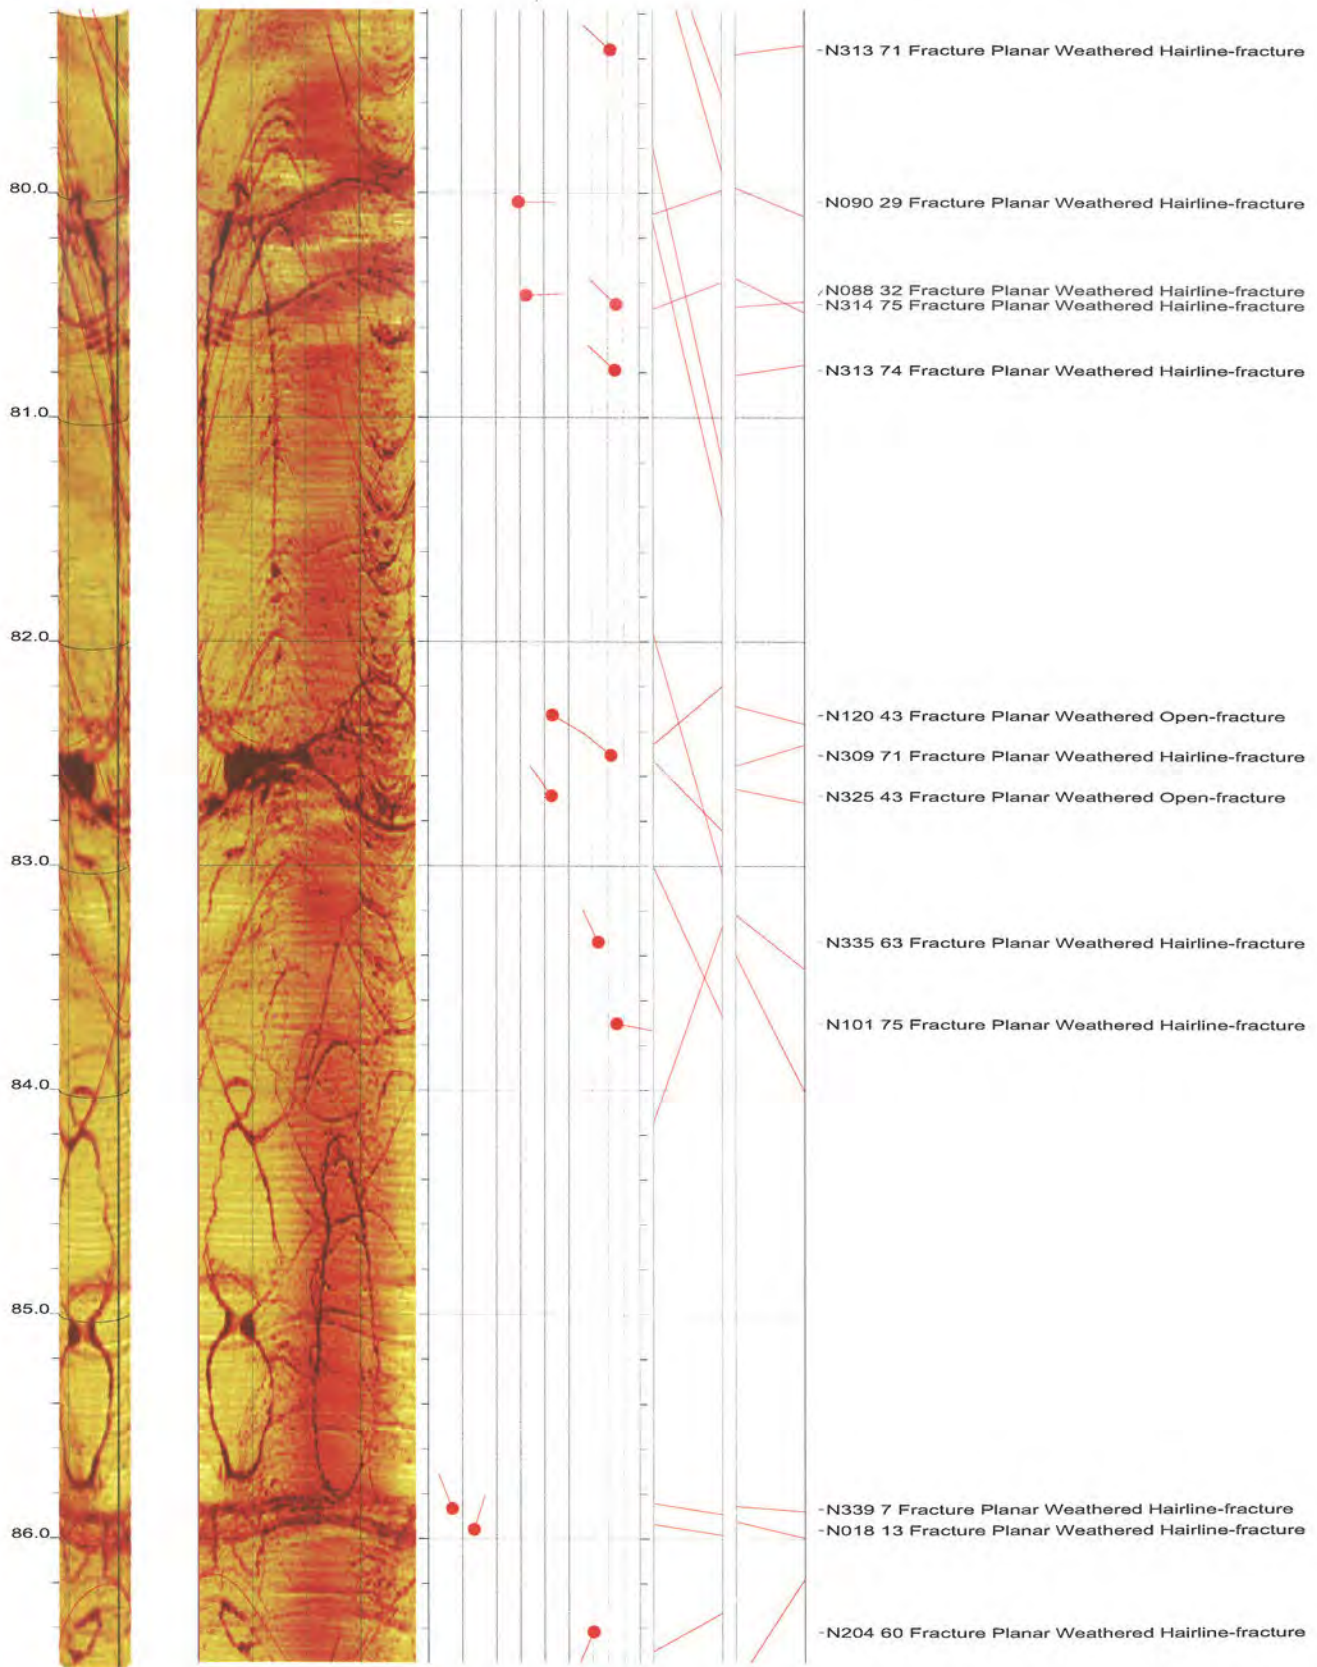 -N313 71 Fracture Planar Weathered Hairline-fracture
80.0
-N090 29 Fracture Planar Weathered Hairline-fracture
N088 32 Fracture Planar Weathered Hairline-fracture
-N314 75 Fracture Planar Weathered Hairline-fracture
-N313 74 Fracture Planar Weathered Hairline-fracture
81.0
82.0
-N120 43 Fracture Planar Weathered Open-fracture
-N309 71 Fracture Planar Weathered Hairline-fracture
-N325 43 Fracture Planar Weathered Open-fracture
83.0
-N335 63 Fracture Planar Weathered Hairline-fracture
-N101 75 Fracture Planar Weathered Hairline-fracture
84.0
85.0
-N339 7 Fracture Planar Weathered Hairline-fracture
86.0
-N018 13 Fracture Planar Weathered Hairline-fracture
-N204 60 Fracture Planar Weathered Hairline-fracture